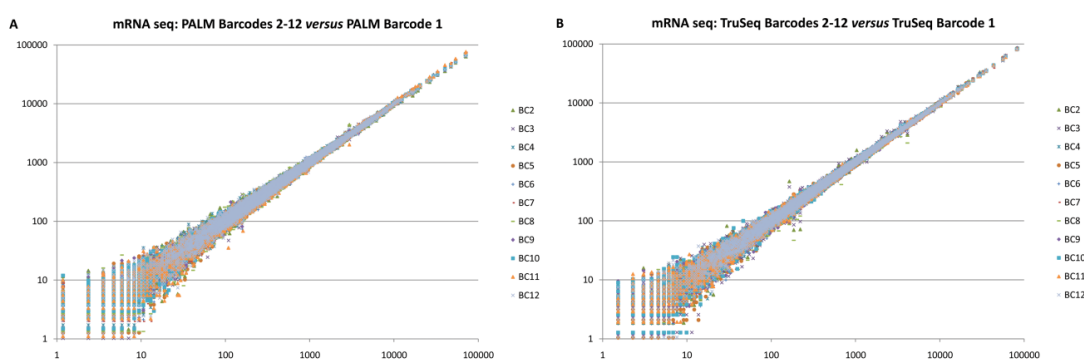 A
mRNA seq: PALM Barcodes 2-12 versus PALM Barcode 1
100000
10000
1000
100
10
1
1
10
100
1000
10000
100000
BC2
BC3
BC4
BC5
BC6
BC7
BC8
BC9
BC10
BC11
BC12
B
mRNA seq: TruSeq Barcodes 2-12 versus TruSeq Barcode 1
100000
10000
1000
100
10
1
1
10
100
1000
10000
100000
BC2
BC3
BC4
BC5
BC6
BC7
BC8
BC9
BC10
BC11
BC12